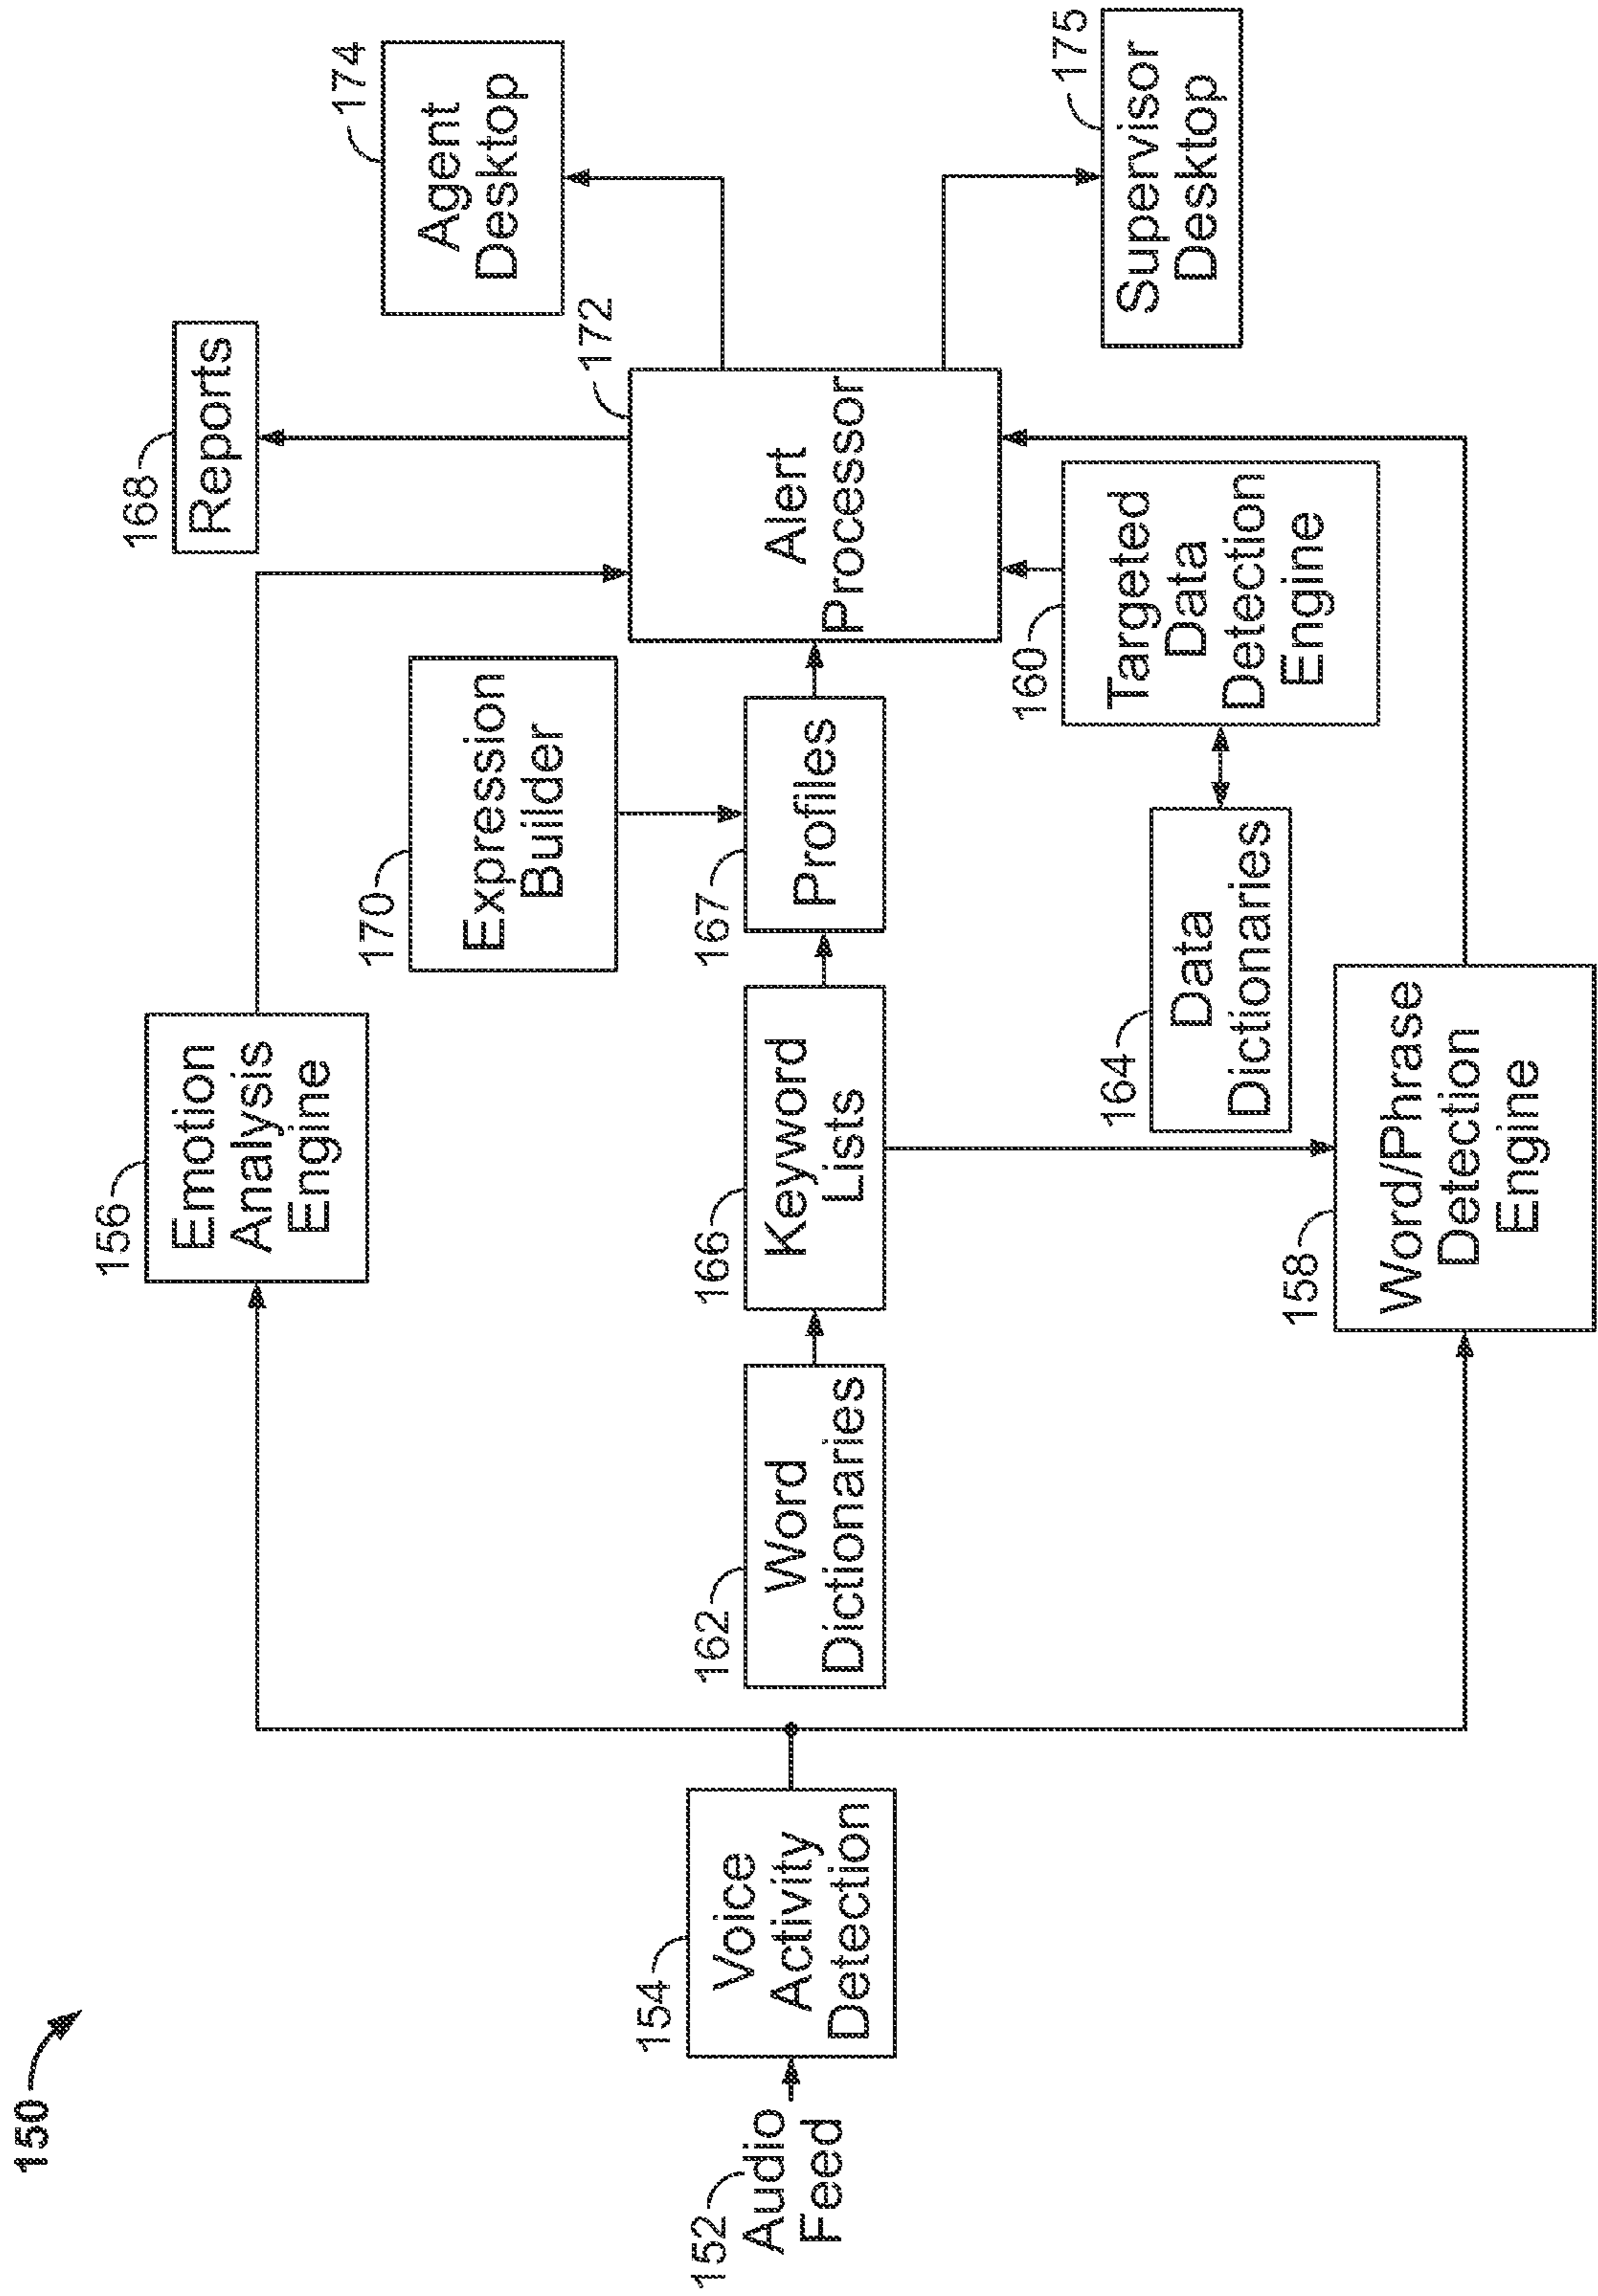 150
152
Audio
Feed
154
Voice
Activity
Detection
156
Emotion
Analysis
Engine
162
Word
Dictionaries
166
Keyword
Lists
170
Expression
Builder
167
Profiles
158
Word/Phrase
Detection
Engine
164
Data
Dictionaries
160
Targeted
Data
Detection
Engine
172
Alert
Processor
168
Reports
174
Agent
Desktop
175
Supervisor
Desktop